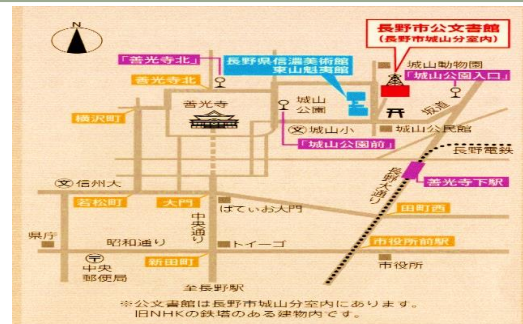 N
長野市公文書館
(長野市城山分室内)
「善光寺北」
長野県信濃美術館
東山魁夷館
城山動物園
「城山公園入口」
善光寺北
善光寺
城山
公園
坂道
横沢町
文 城山小
城山公民館
「城山公園前」
長野電鉄
長野大通り
文 信州大
善光寺下駅
若松町
大門
ぱてぃお大門
田町西
中央通り
県庁
昭和通り
トイーゴ
市役所前駅
〒
中央
郵便局
新田町
市役所
至長野駅
※公文書館は長野市城山分室内にあります。
旧NHKの鉄塔のある建物内です。